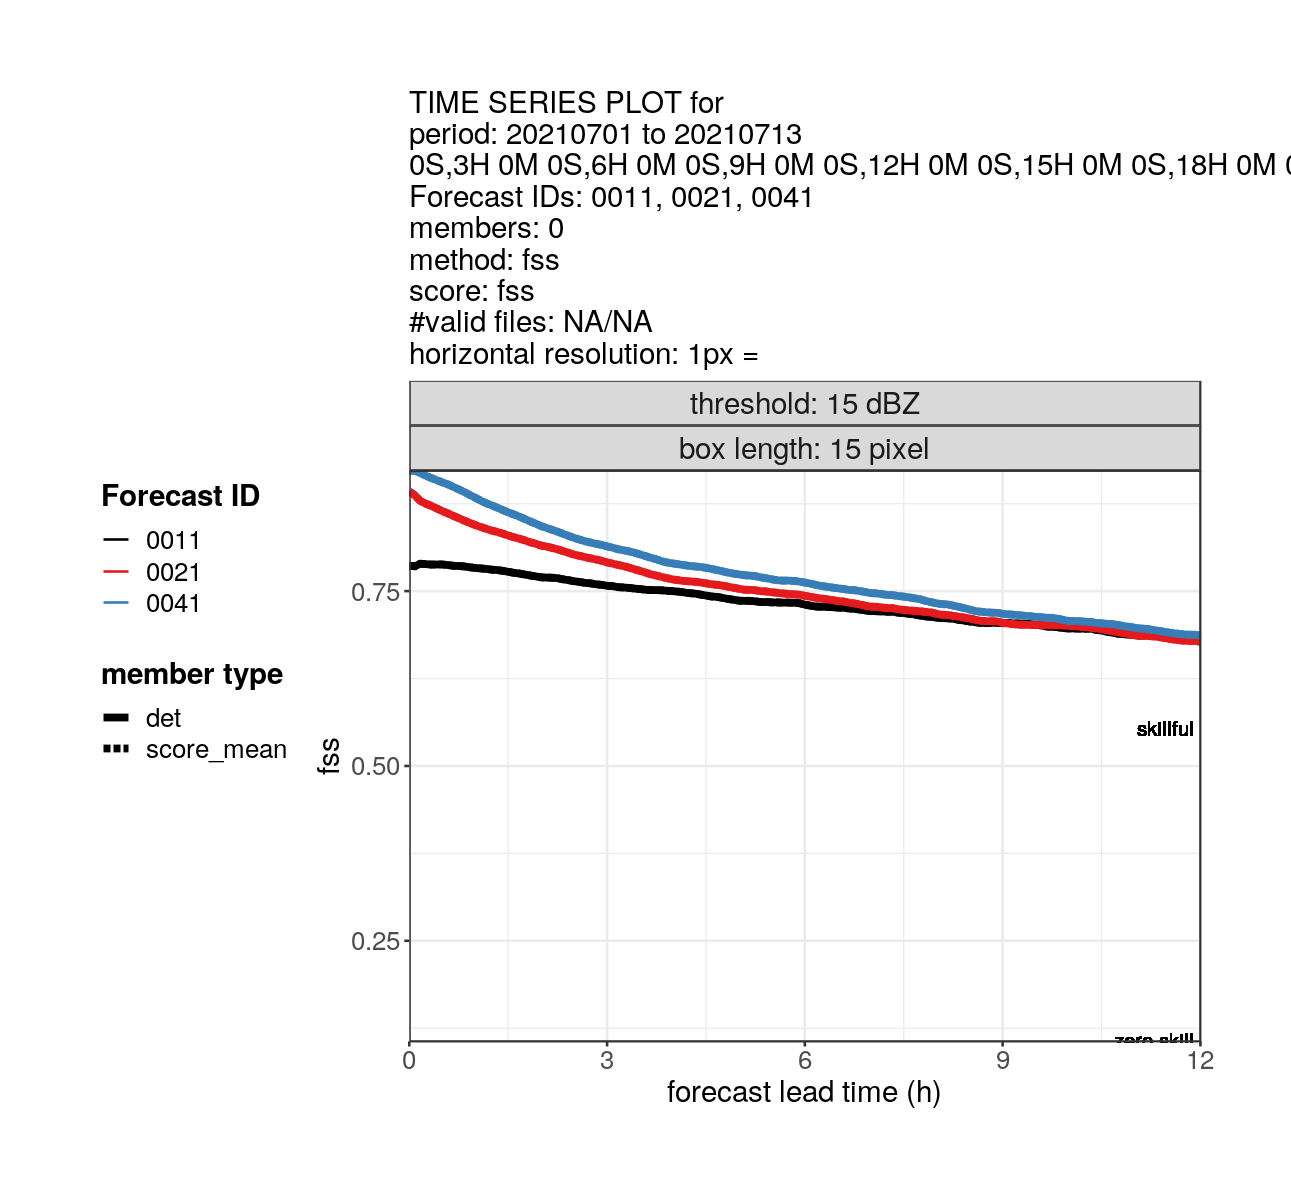 TIME SERIES PLOT for
period: 20210701 to 20210713
0S,3H 0M 0S,6H 0M 0S,9H 0M 0S,12H 0M 0S,15H 0M 0S,18H 0M
Forecast IDs: 0011, 0021, 0041
members: 0
method: fss
score: fss
#valid files: NA/NA
horizontal resolution: 1px =
threshold: 15 dBZ
box length: 15 pixel
Forecast ID
0011
0021
0041
member type
det
score_mean
fss
0.75
0.50
0.25
skillful
zero skill
0
3
6
9
12
forecast lead time (h)